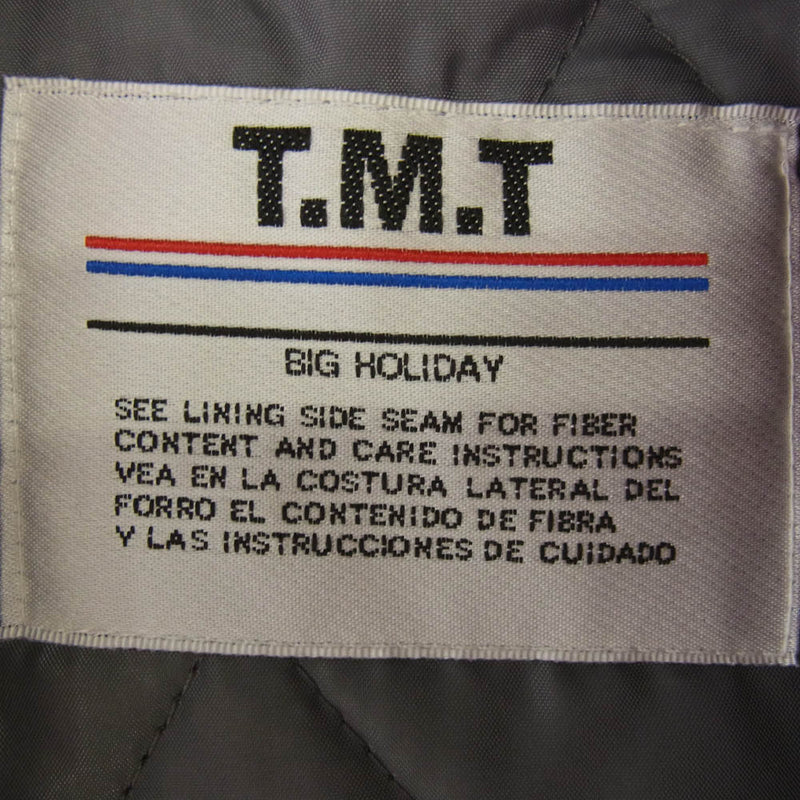 T.M.T
BIG HOLIDAY
SEE LINING SIDE SEAM FOR FIBER
CONTENT AND CARE INSTRUCTIONS
VEA EN LA COSTURA LATERAL DEL
FORRO EL CONTENIDO DE FIBRA
Y LAS INSTRUCCIONES DE CUIDADO